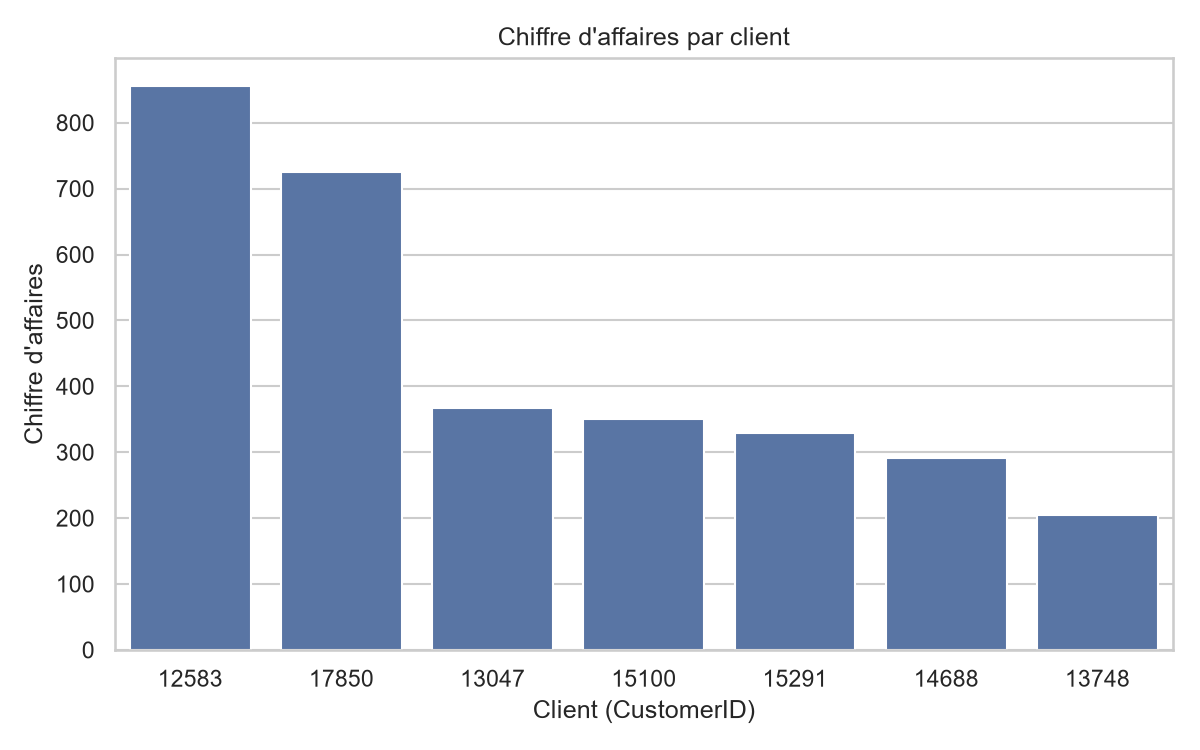 Chiffre d'affaires par client
Chiffre d'affaires
800
700
600
500
400
300
200
100
0
12583 17850 13047 15100 15291 14688 13748
Client (CustomerID)